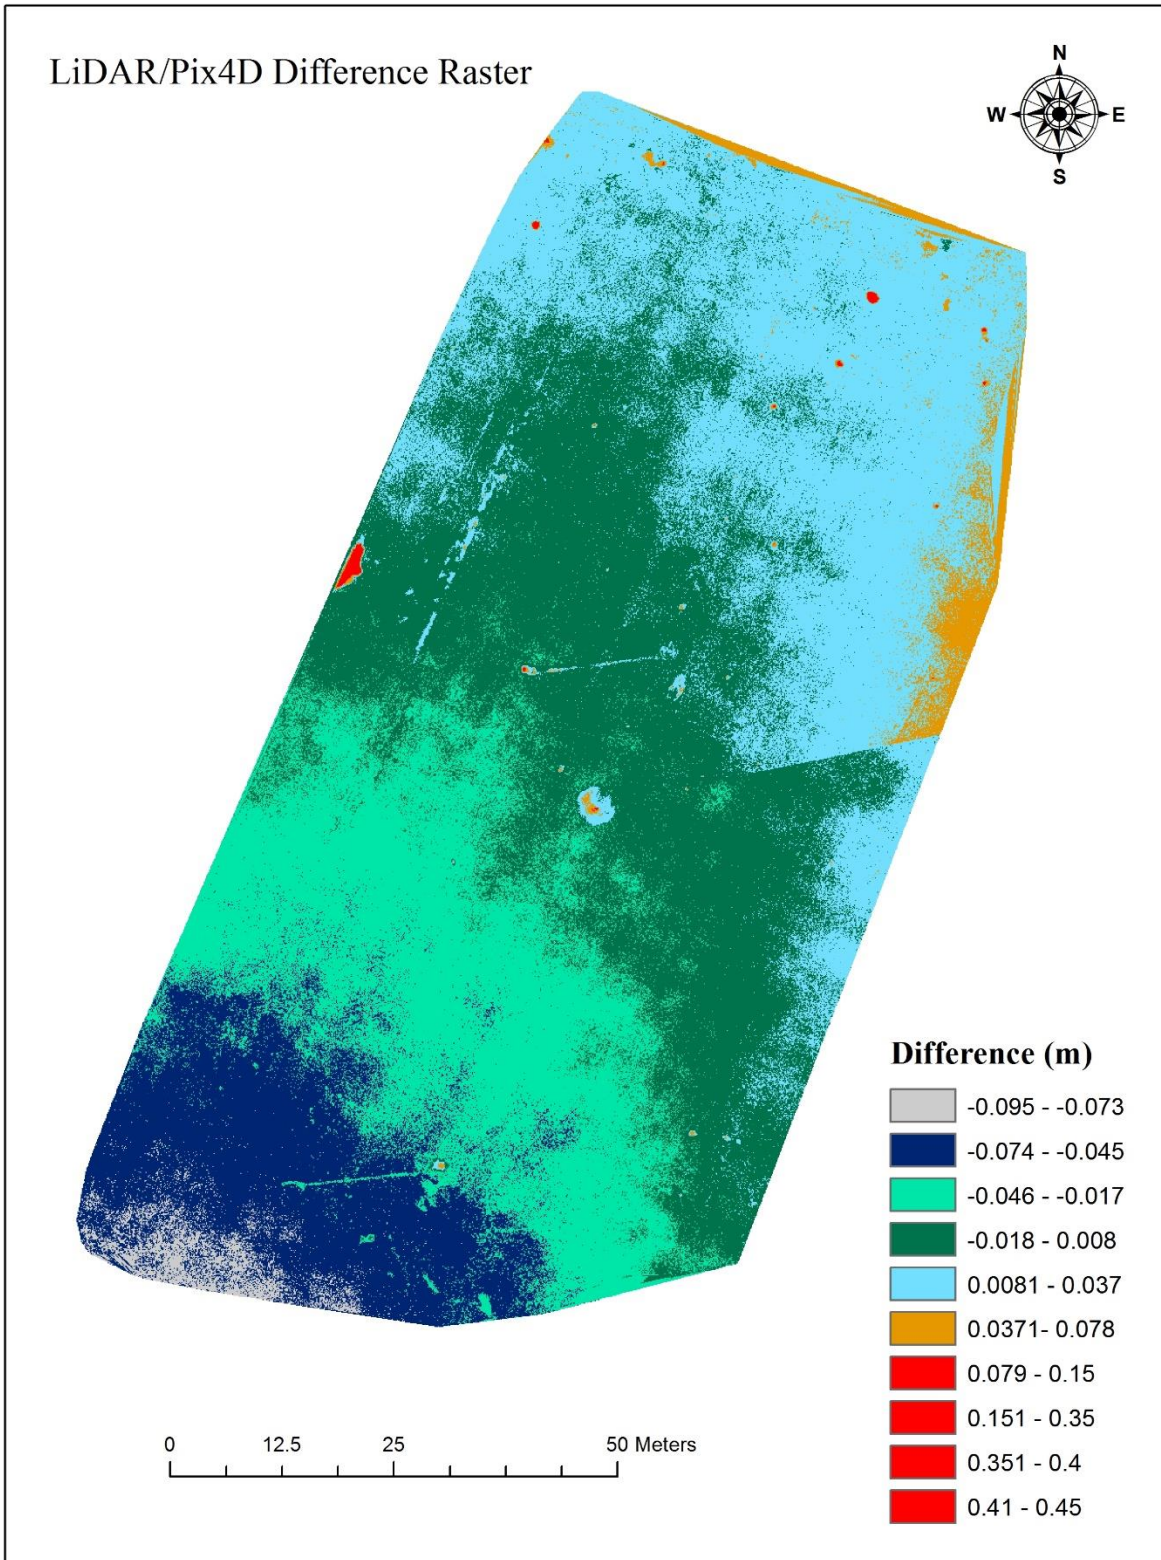 LiDAR/Pix4D Difference Raster
N
W E
S
Difference (m)
-0.095 - -0.073
-0.074 - -0.045
-0.046 - -0.017
-0.018 - 0.008
0.0081 - 0.037
0.0371- 0.078
0.079 - 0.15
0.151 - 0.35
0.351 - 0.4
0.41 - 0.45
0 12.5 25 50 Meters